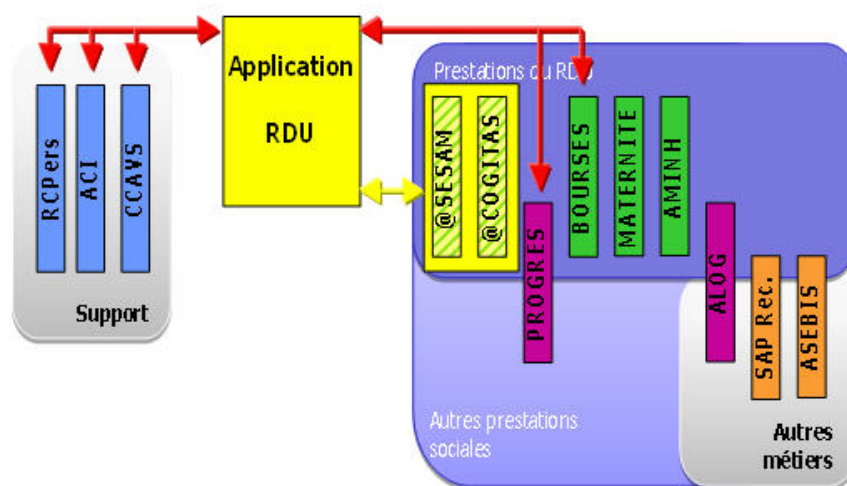 Application
RDU
Prestations du RDU
RCPers
ACI
CCAVS
@SESAM
@COGITAS
PROGRES
BOURSES
MATERNITE
AMINH
ALOG
SAP Rec.
ASEBIS
Support
Autres prestations
sociales
Autres
métiers